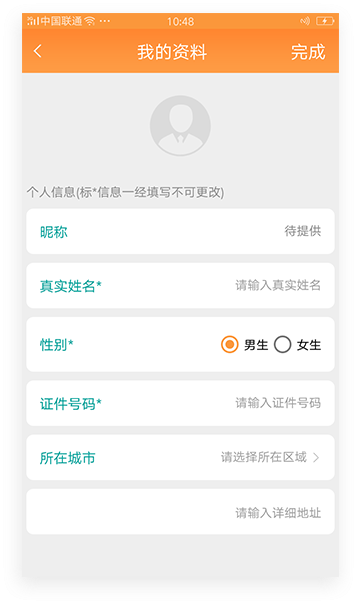 中国联通 ··· 10:48
我的资料 完成
个人信息(标*信息一经填写不可更改)
昵称 待提供
真实姓名* 请输入真实姓名
性别* 男生 女生
证件号码* 请输入证件号码
所在城市 请选择所在区域
请输入详细地址